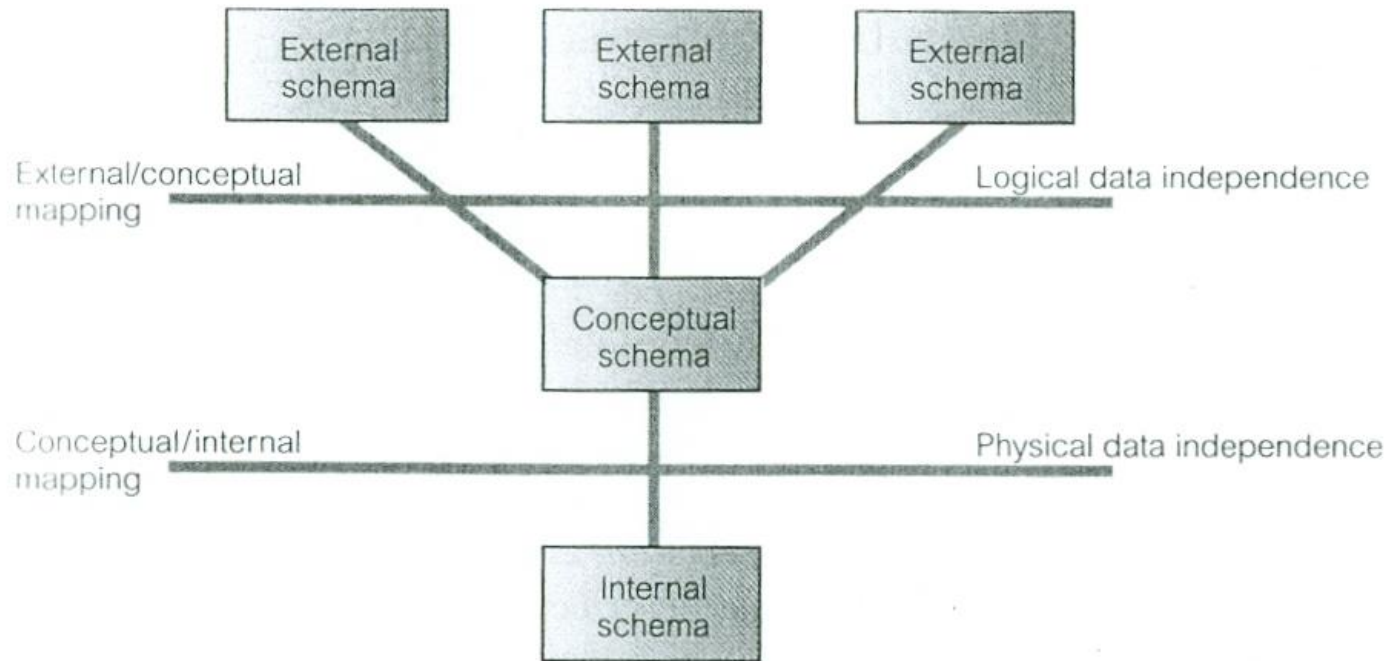 External
schema
External
schema
External
schema
External/conceptual
mapping
Logical data independence
Conceptual
schema
Conceptual/internal
mapping
Physical data independence
Internal
schema